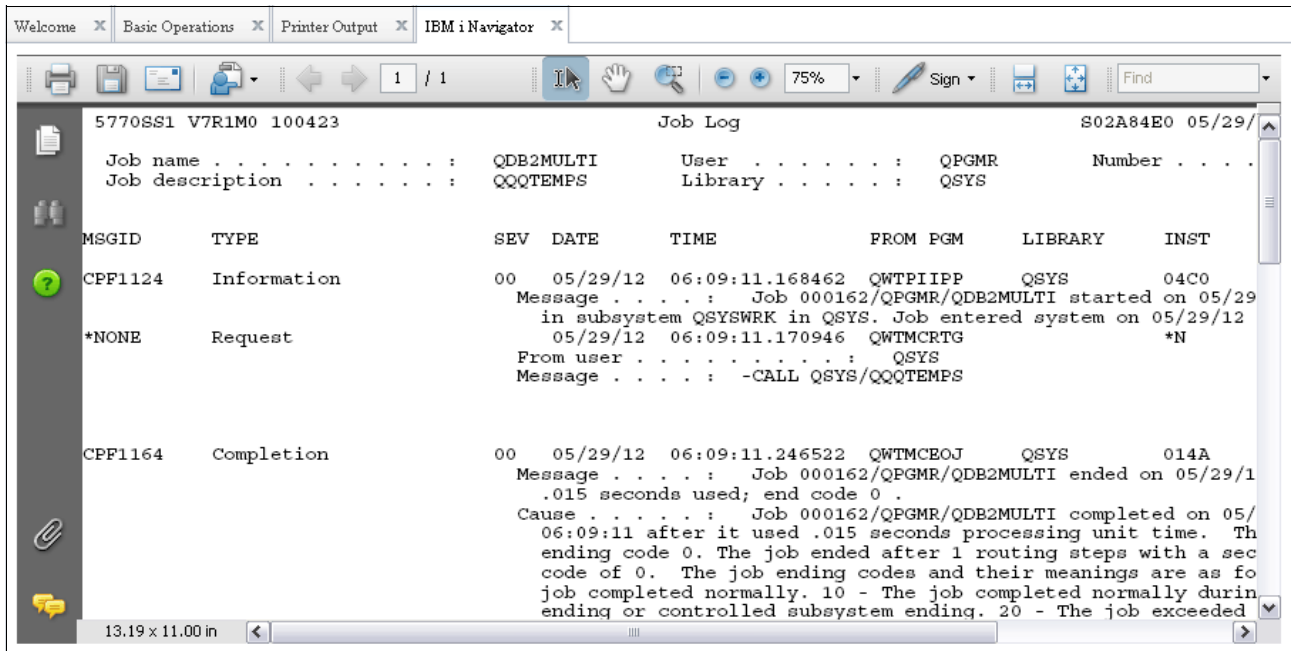 Welcome Basic Operations Printer Output IBM i Navigator
1 / 1 75% Sign Find
5770SS1 V7R1M0 100423 Job Log S02A84E0 05/29/
Job name . . . . . . . . . . . : QDB2MULTI User . . . . . . : QPGMR Number . . . .
Job description . . . . . . : QQQTEMPS Library . . . . . : QSYS
MSGID TYPE SEV DATE TIME FROM PGM LIBRARY INST
CPF1124 Information 00 05/29/12 06:09:11.168462 QWTPIIPP QSYS 04C0
Message . . . . : Job 000162/QPGMR/QDB2MULTI started on 05/29
in subsystem QSYSWRK in QSYS. Job entered system on 05/29/12
*NONE Request 05/29/12 06:09:11.170946 QWTMCRTG *N
From user . . . . . . . . . : QSYS
Message . . . . : -CALL QSYS/QQQTEMPS
CPF1164 Completion 00 05/29/12 06:09:11.246522 QWTMCEOJ QSYS 014A
Message . . . . : Job 000162/QPGMR/QDB2MULTI ended on 05/29/1
.015 seconds used; end code 0 .
Cause . . . . . : Job 000162/QPGMR/QDB2MULTI completed on 05/
06:09:11 after it used .015 seconds processing unit time. Th
ending code 0. The job ended after 1 routing steps with a sec
code of 0. The job ending codes and their meanings are as fo
job completed normally. 10 - The job completed normally durin
ending or controlled subsystem ending. 20 - The job exceeded
13.19 x 11.00 in